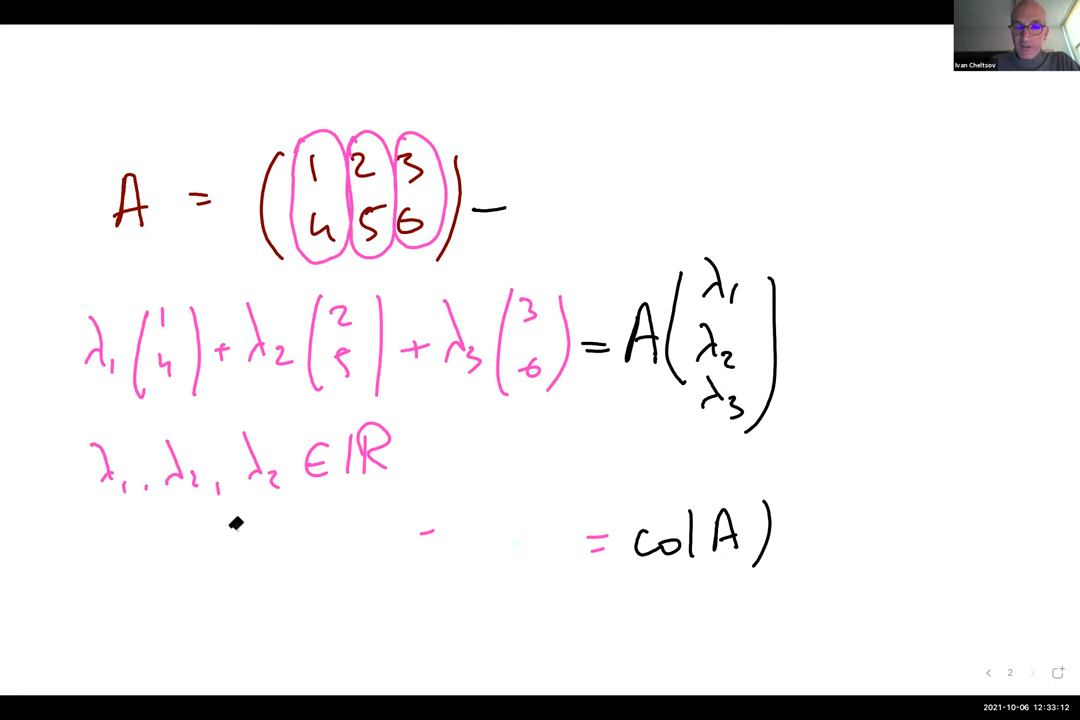 Ivan Cheltsov
A = ( 1 2 3
4 5 6 ) -
λ₁ ( 1 4 ) + λ₂ ( 2 5 ) + λ₃ ( 3 6 ) = A ( λ₁ λ₂ λ₃ )
λ₁. λ₂, λ₂ ∈ ℝ
- = col A )
2
2021-10-06 12:33:12